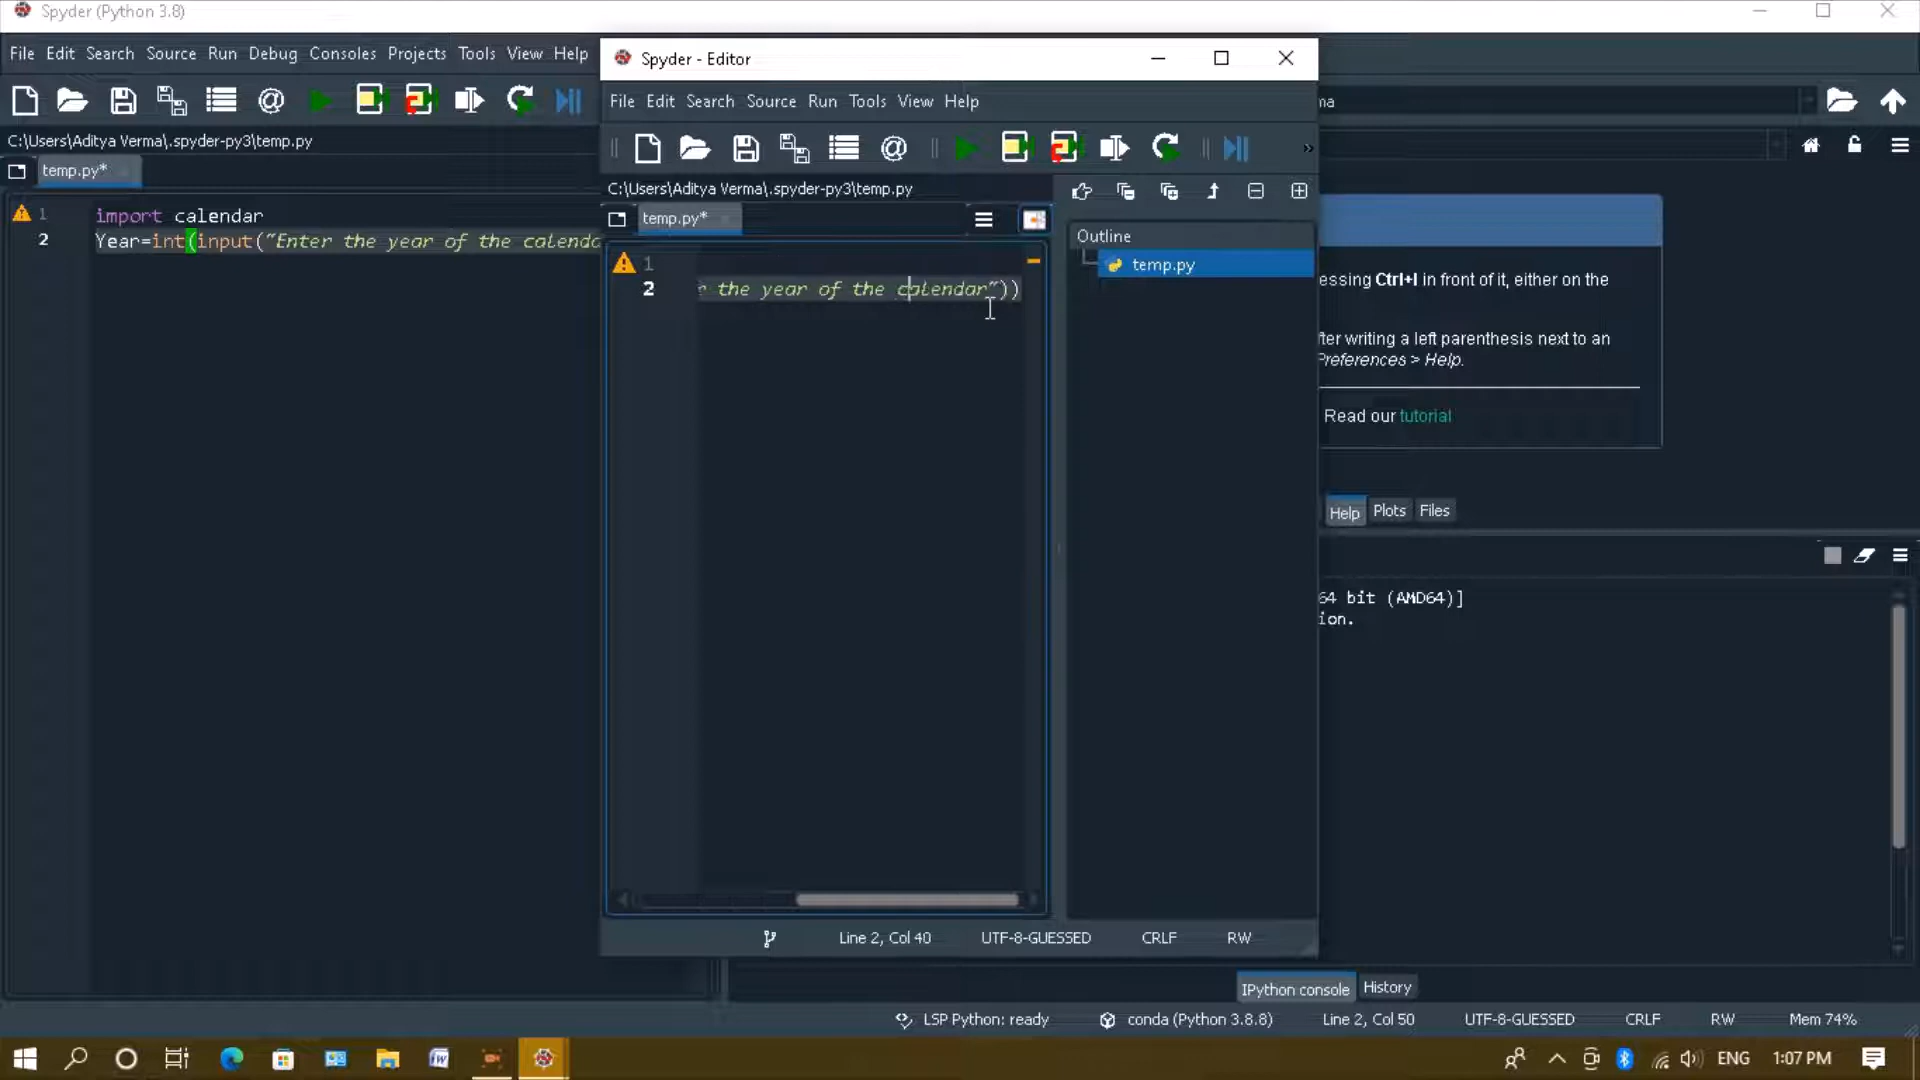 Spyder (Python 3.8)
File Edit Search Source Run Debug Consoles Projects Tools View Help
C:\Users\Aditya Verma\.spyder-py3\temp.py
temp.py*
1 import calendar
2 Year=int(input("Enter the year of the calenda
Spyder - Editor
File Edit Search Source Run Tools View Help
C:\Users\Aditya Verma\.spyder-py3\temp.py
temp.py*
1
2 r the year of the calendar"))
Outline
temp.py
Line 2, Col 40 UTF-8-GUESSED CRLF RW
ma
essing Ctrl+I in front of it, either on the
fter writing a left parenthesis next to an
Preferences > Help.
Read our tutorial
Help Plots Files
64 bit (AMD64)]
ion.
IPython console History
LSP Python: ready conda (Python 3.8.8) Line 2, Col 50 UTF-8-GUESSED CRLF RW Mem 74%
ENG 1:07 PM